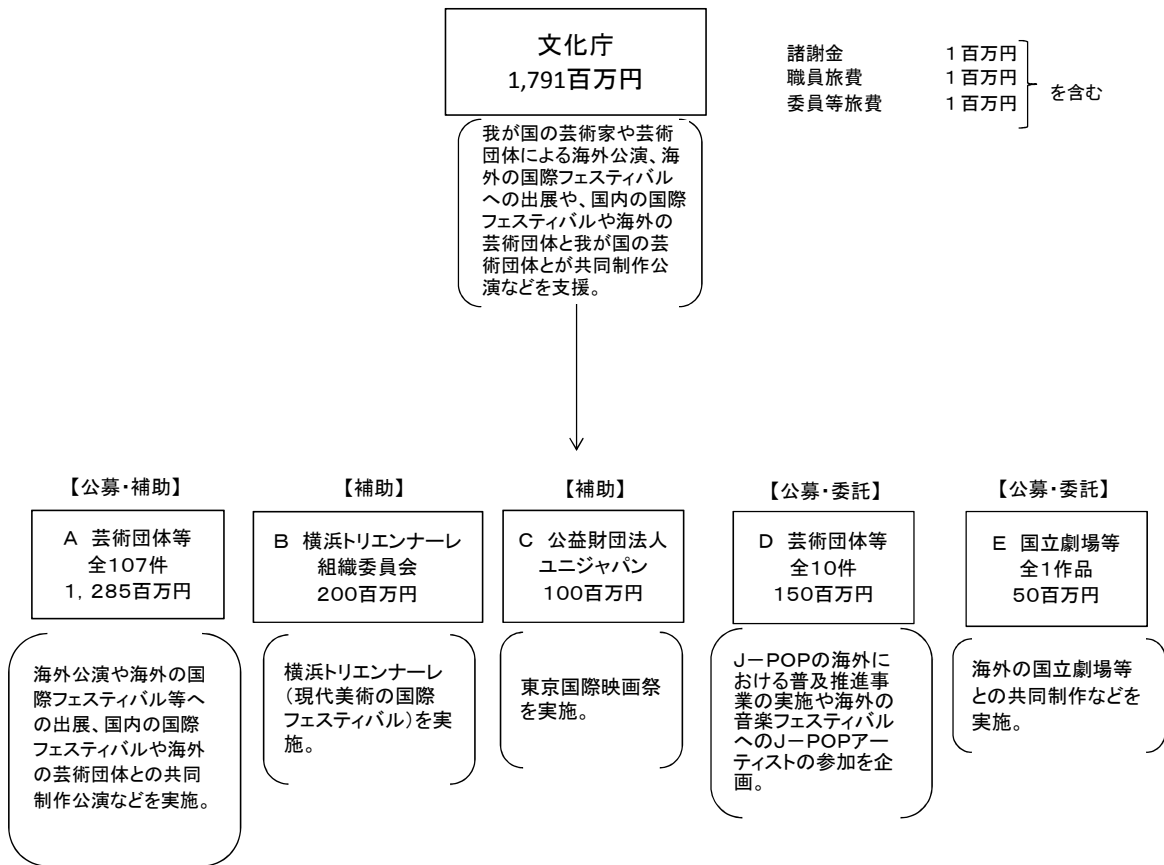 文化庁
1,791百万円
諸謝金 1百万円
職員旅費 1百万円
委員等旅費 1百万円
を含む
我が国の芸術家や芸術
団体による海外公演、海
外の国際フェスティバル
への出展や、国内の国際
フェスティバルや海外の
芸術団体と我が国の芸
術団体とが共同制作公
演などを支援。
【公募・補助】
A 芸術団体等
全107件
1,285百万円
海外公演や海外の国
際フェスティバル等へ
の出展、国内の国際
フェスティバルや海外
の芸術団体との共同
制作公演などを実施。
【補助】
B 横浜トリエンナーレ
組織委員会
200百万円
横浜トリエンナーレ
(現代美術の国際
フェスティバル)を実
施。
【補助】
C 公益財団法人
ユニジャパン
100百万円
東京国際映画祭
を実施。
【公募・委託】
D 芸術団体等
全10件
150百万円
J-POPの海外に
おける普及推進事
業の実施や海外の
音楽フェスティバル
へのJ-POPアー
ティストの参加を企
画。
【公募・委託】
E 国立劇場等
全1作品
50百万円
海外の国立劇場等
との共同制作などを
実施。